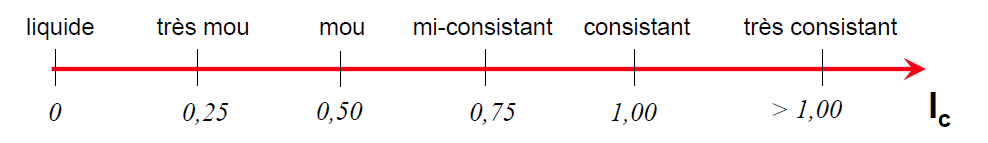 liquide très mou mou mi-consistant consistant très consistant
0 0,25 0,50 0,75 1,00 > 1,00 Ic